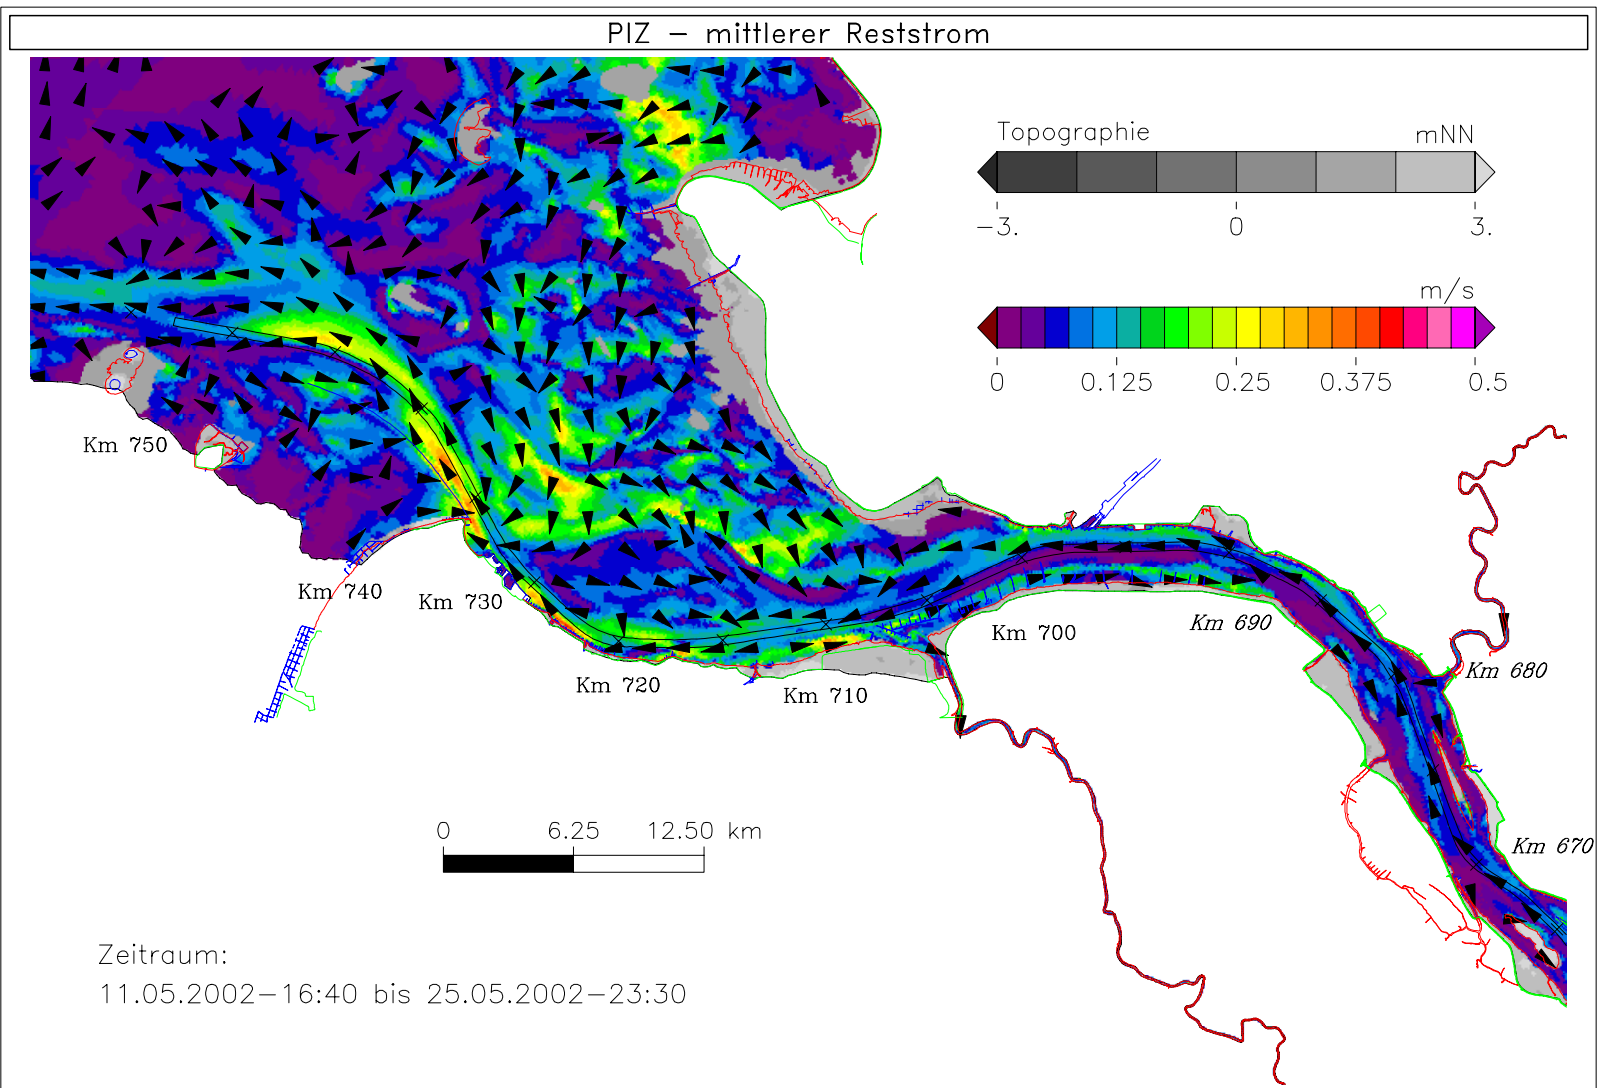 PIZ – mittlerer Reststrom
Topographie mNN
−3. 0 3.
m/s
0 0.125 0.25 0.375 0.5
Km 750
Km 740
Km 730
Km 720
Km 710
Km 700
Km 690
Km 680
Km 670
0 6.25 12.50 km
Zeitraum:
11.05.2002−16:40 bis 25.05.2002−23:30